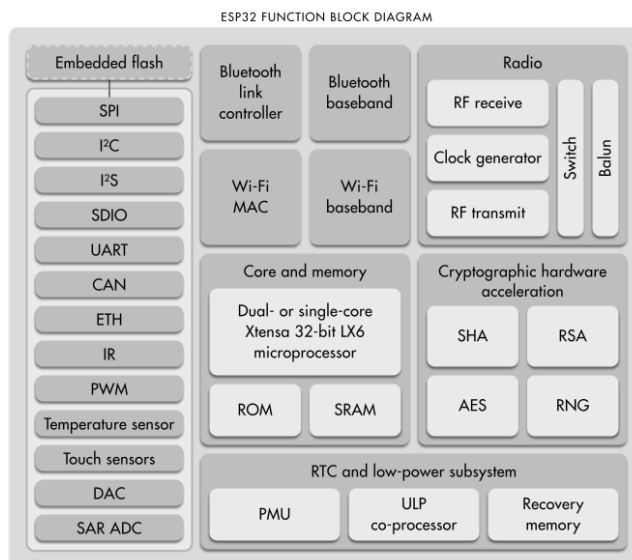 ESP32 FUNCTION BLOCK DIAGRAM
Embedded flash
SPI
I²C
I²S
SDIO
UART
CAN
ETH
IR
PWM
Temperature sensor
Touch sensors
DAC
SAR ADC
Bluetooth
link
controller
Bluetooth
baseband
Wi-Fi
MAC
Wi-Fi
baseband
Radio
RF receive
Clock generator
RF transmit
Switch
Balun
Core and memory
Dual- or single-core
Xtensa 32-bit LX6
microprocessor
ROM
SRAM
Cryptographic hardware
acceleration
SHA
RSA
AES
RNG
RTC and low-power subsystem
PMU
ULP
co-processor
Recovery
memory